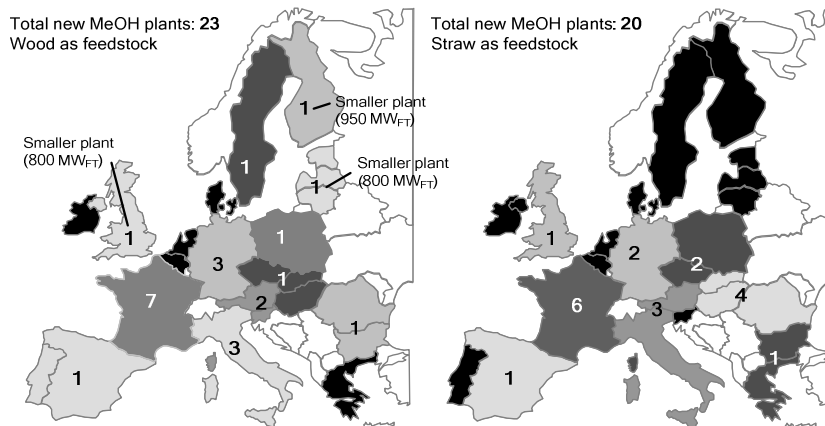 Total new MeOH plants: 23
Wood as feedstock
Smaller plant
(950 MWFT)
1
Smaller plant
(800 MWFT)
1
Smaller plant
(800 MWFT)
1
1
1
3
1
7
2
1
3
1
Total new MeOH plants: 20
Straw as feedstock
1
2
2
4
6
3
1
1